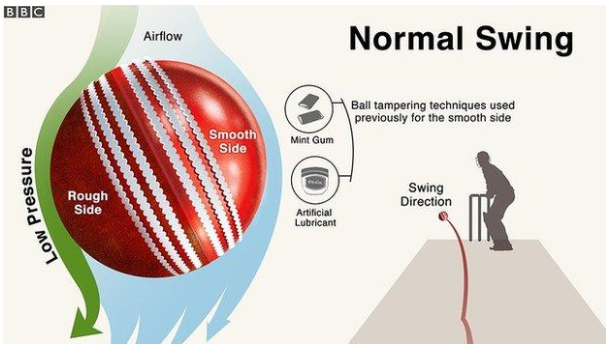 BBC
Normal Swing
Airflow
Smooth
Side
Rough
Side
Low Pressure
Mint Gum
Artificial
Lubricant
Ball tampering techniques used
previously for the smooth side
Swing
Direction